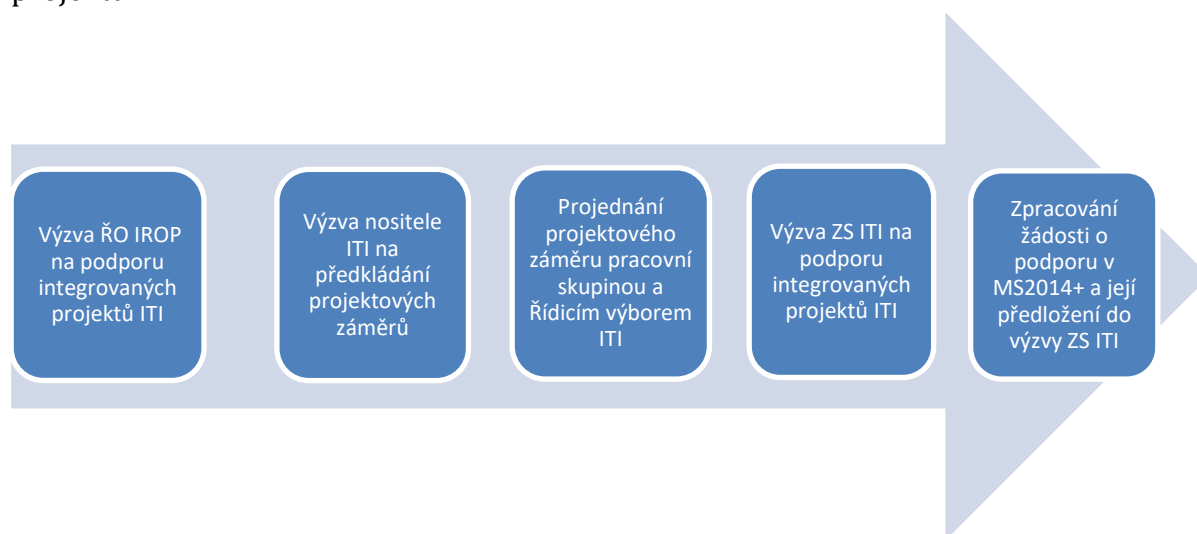 Výzva ŘO IROP
na podporu
integrovaných
projektů ITI
Výzva nositele
ITI na
předkládání
projektových
záměrů
Projednání
projektového
záměru pracovní
skupinou a
Řídicím výborem
ITI
Výzva ZS ITI na
podporu
integrovaných
projektů ITI
Zpracování
žádosti o
podporu v
MS2014+ a její
předložení do
výzvy ZS ITI